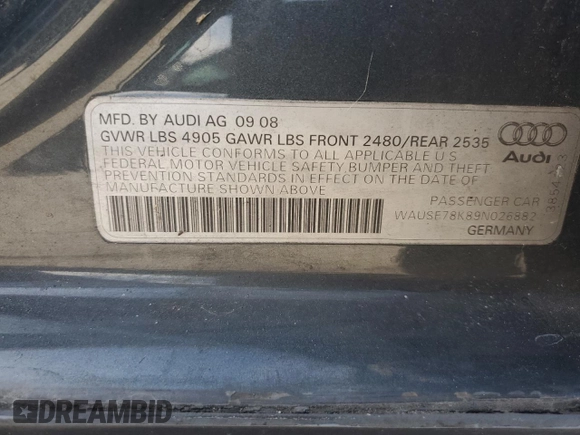 MFD. BY AUDI AG 09 08
GVWR LBS 4905 GAWR LBS FRONT 2480/REAR 2535
THIS VEHICLE CONFORMS TO ALL APPLICABLE U S
FEDERAL MOTOR VEHICLE SAFETY BUMPER AND THEFT
PREVENTION STANDARDS IN EFFECT ON THE DATE OF
MANUFACTURE SHOWN ABOVE
Audi
PASSENGER CAR
WAUSF78K89N026882
GERMANY
DREAMBID